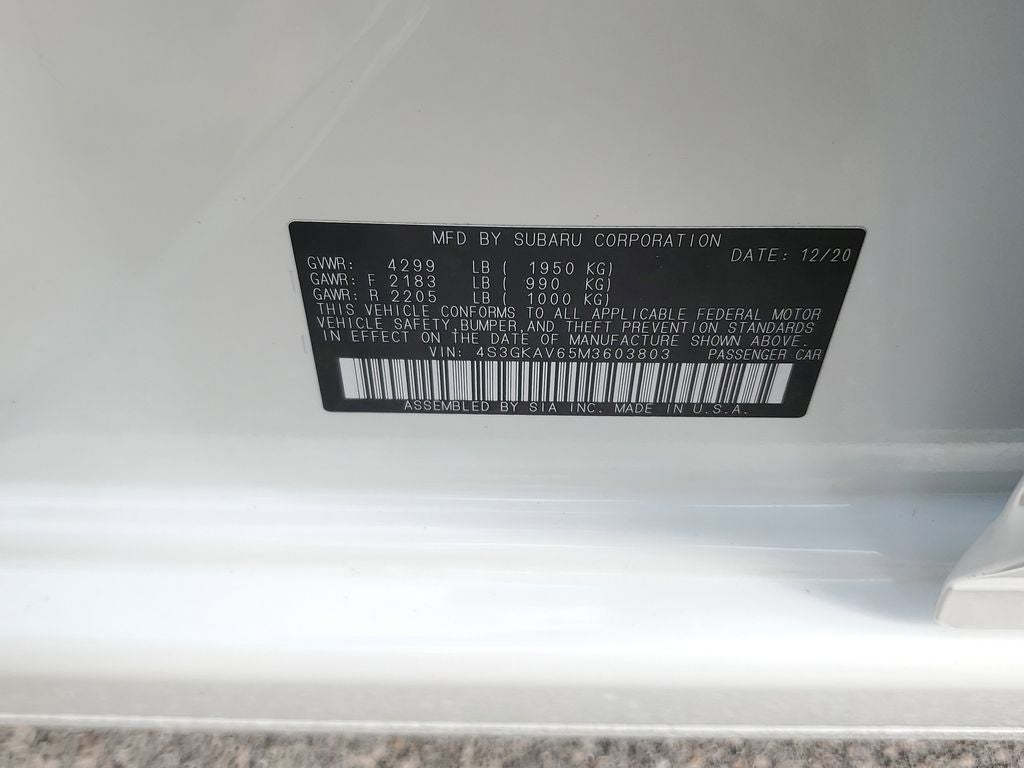 MFD BY SUBARU CORPORATION
DATE: 12/20
GVWR: 4299 LB ( 1950 KG)
GAWR: F 2183 LB ( 990 KG)
GAWR: R 2205 LB ( 1000 KG)
THIS VEHICLE CONFORMS TO ALL APPLICABLE FEDERAL MOTOR
VEHICLE SAFETY, BUMPER, AND THEFT PREVENTION STANDARDS
IN EFFECT ON THE DATE OF MANUFACTURE SHOWN ABOVE.
VIN: 4S3GKAV65M3603803 PASSENGER CAR
ASSEMBLED BY SIA INC. MADE IN U.S.A.